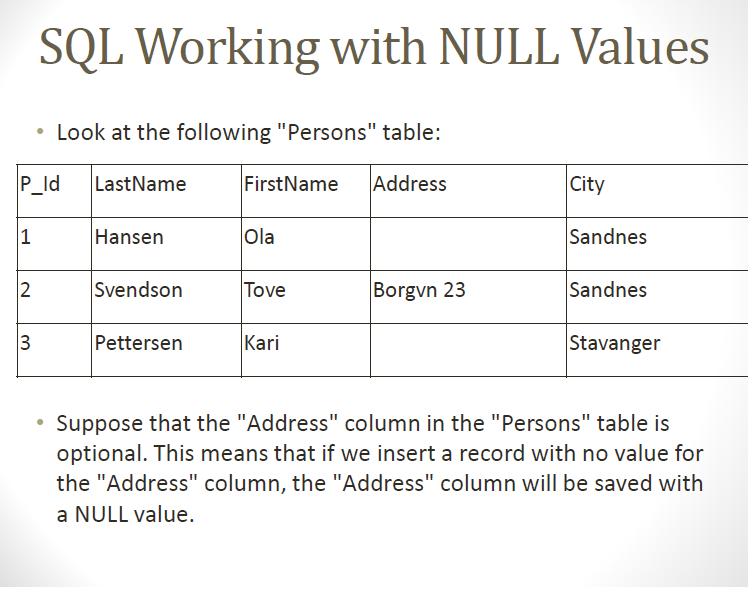 SQL Working with NULL Values
• Look at the following "Persons" table:
P_Id LastName FirstName Address City
1 Hansen Ola Sandnes
2 Svendson Tove Borgvn 23 Sandnes
3 Pettersen Kari Stavanger
• Suppose that the "Address" column in the "Persons" table is
optional. This means that if we insert a record with no value for
the "Address" column, the "Address" column will be saved with
a NULL value.